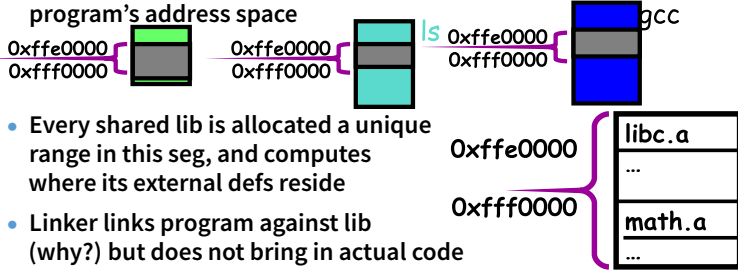 program's address space
0xffe0000
0xfff0000
0xffe0000
0xfff0000
ls
0xffe0000
0xfff0000
gcc
• Every shared lib is allocated a unique
range in this seg, and computes
where its external defs reside
• Linker links program against lib
(why?) but does not bring in actual code
0xffe0000
0xfff0000
libc.a
...
math.a
...